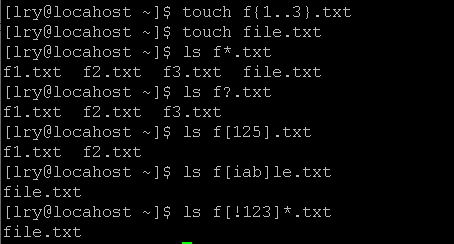 [lry@locahost ~]$ touch f{1..3}.txt
[lry@locahost ~]$ touch file.txt
[lry@locahost ~]$ ls f*.txt
f1.txt  f2.txt  f3.txt  file.txt
[lry@locahost ~]$ ls f?.txt
f1.txt  f2.txt  f3.txt
[lry@locahost ~]$ ls f[125].txt
f1.txt  f2.txt
[lry@locahost ~]$ ls f[iab]le.txt
file.txt
[lry@locahost ~]$ ls f[!123]*.txt
file.txt